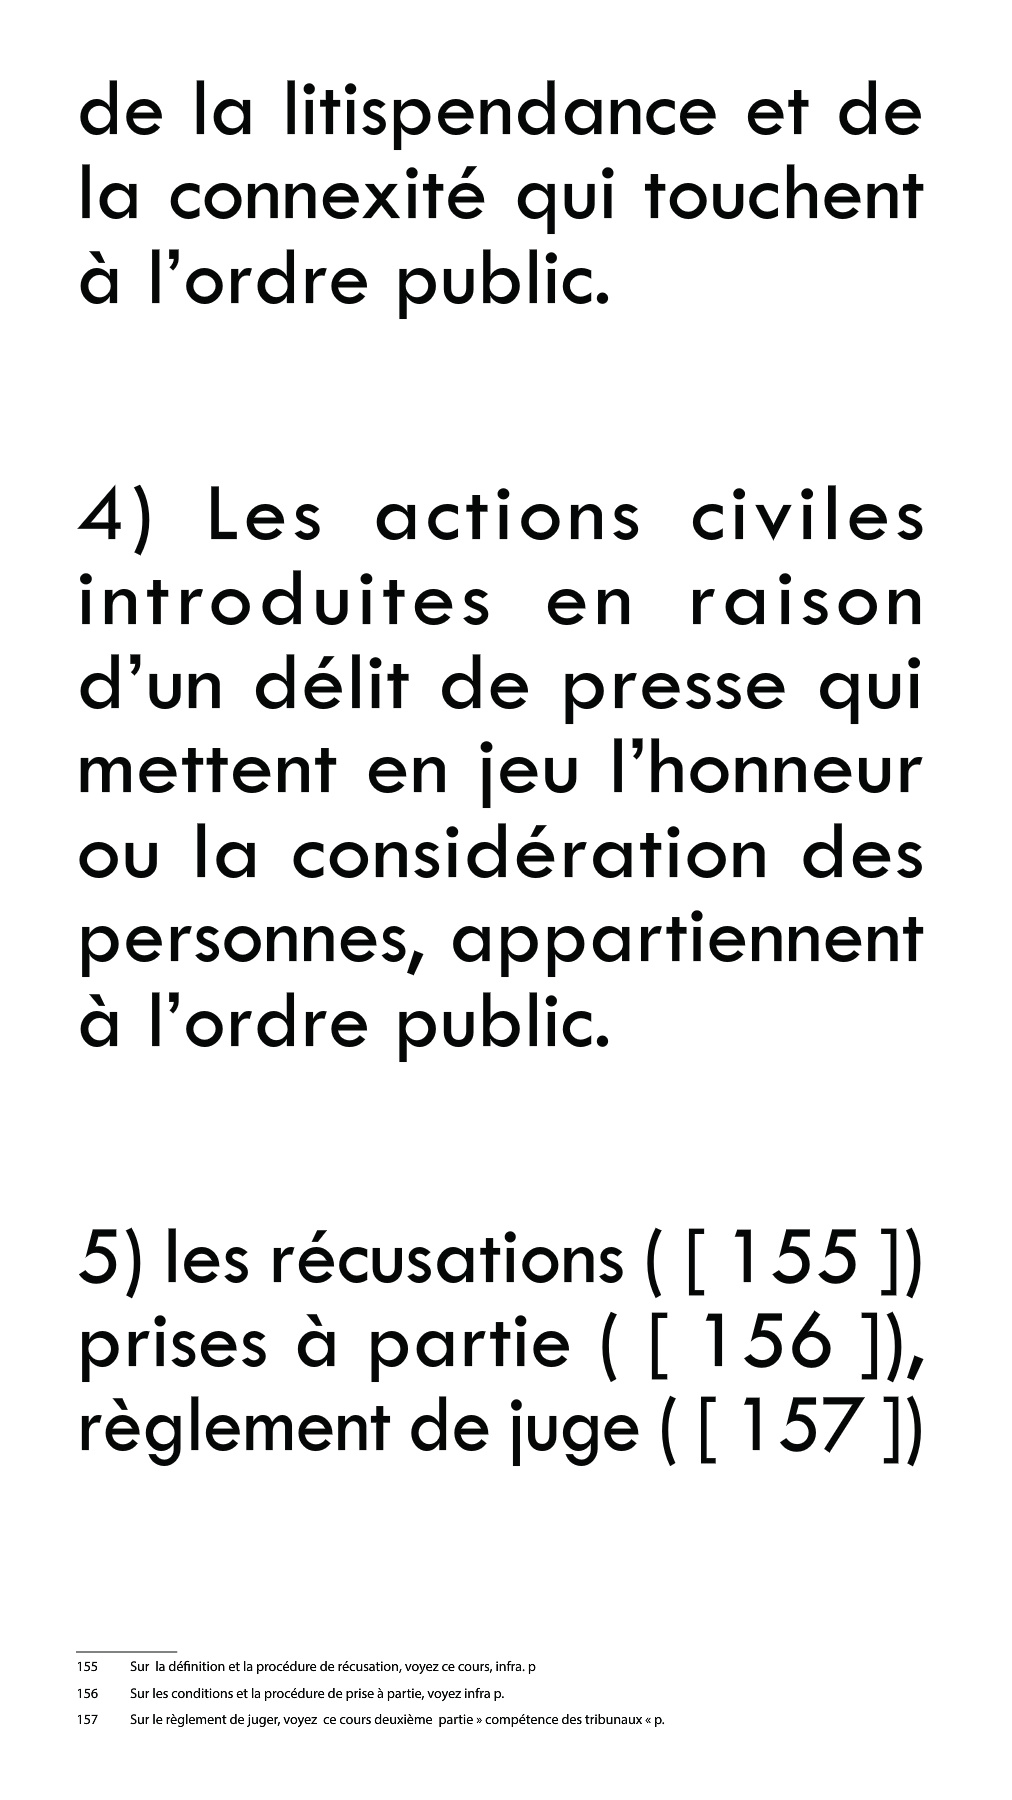 de la litispendance et de
la connexité qui touchent
à l’ordre public.
4) Les actions civiles
introduites en raison
d’un délit de presse qui
mettent en jeu l’honneur
ou la considération des
personnes, appartiennent
à l’ordre public.
5) les récusations ( [ 155 ])
prises à partie ( [ 156 ]),
règlement de juge ( [ 157 ])
155 Sur la définition et la procédure de récusation, voyez ce cours, infra. p
156 Sur les conditions et la procédure de prise à partie, voyez infra p.
157 Sur le règlement de juger, voyez ce cours deuxième partie » compétence des tribunaux « p.